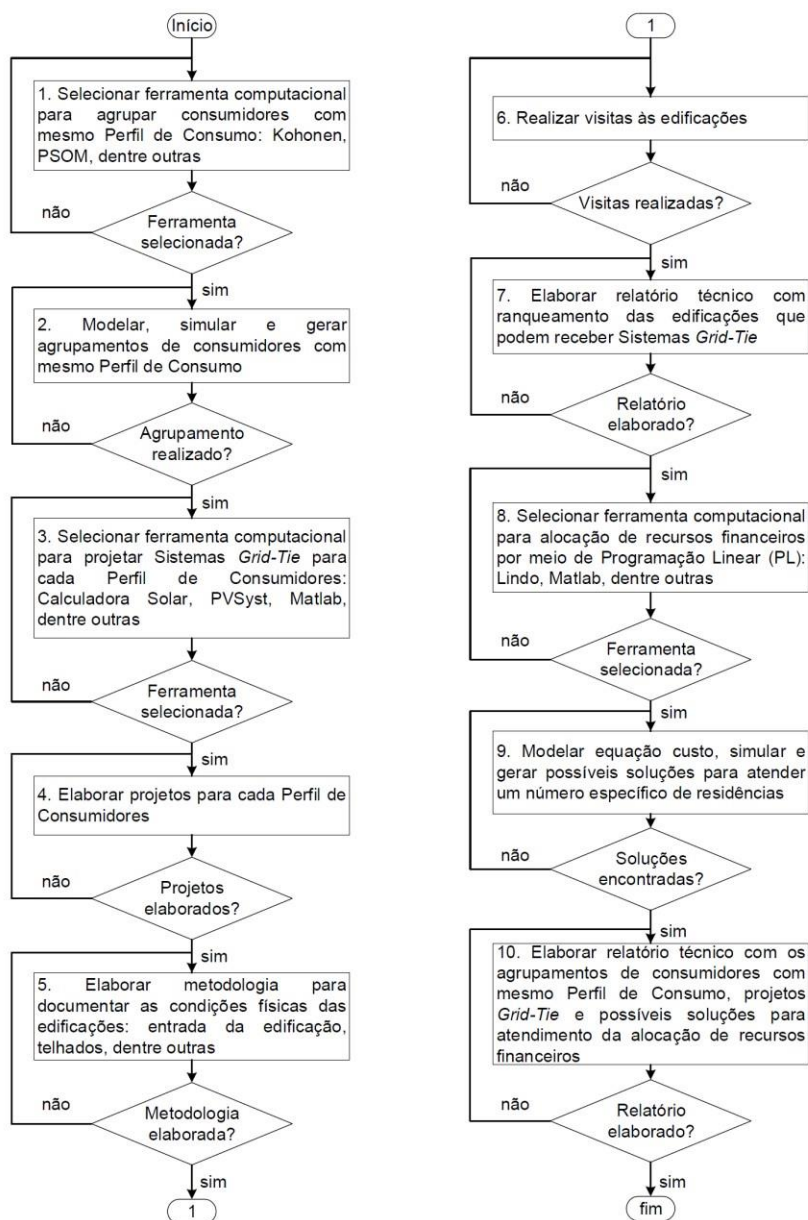 Início
1. Selecionar ferramenta computacional
para agrupar consumidores com
mesmo Perfil de Consumo: Kohonen,
PSOM, dentre outras
não
Ferramenta
selecionada?
sim
2. Modelar, simular e gerar
agrupamentos de consumidores com
mesmo Perfil de Consumo
não
Agrupamento
realizado?
sim
3. Selecionar ferramenta computacional
para projetar Sistemas Grid-Tie para
cada Perfil de Consumidores:
Calculadora Solar, PVSyst, Matlab,
dentre outras
não
Ferramenta
selecionada?
sim
4. Elaborar projetos para cada Perfil de
Consumidores
não
Projetos
elaborados?
sim
5. Elaborar metodologia para
documentar as condições físicas das
edificações: entrada da edificação,
telhados, dentre outras
não
Metodologia
elaborada?
sim
1
1
6. Realizar visitas às edificações
não
Visitas realizadas?
sim
7. Elaborar relatório técnico com
ranqueamento das edificações que
podem receber Sistemas Grid-Tie
não
Relatório
elaborado?
sim
8. Selecionar ferramenta computacional
para alocação de recursos financeiros
por meio de Programação Linear (PL):
Lindo, Matlab, dentre outras
não
Ferramenta
selecionada?
sim
9. Modelar equação custo, simular e
gerar possíveis soluções para atender
um número específico de residências
não
Soluções
encontradas?
sim
10. Elaborar relatório técnico com os
agrupamentos de consumidores com
mesmo Perfil de Consumo, projetos
Grid-Tie e possíveis soluções para
atendimento da alocação de recursos
financeiros
não
Relatório
elaborado?
sim
fim